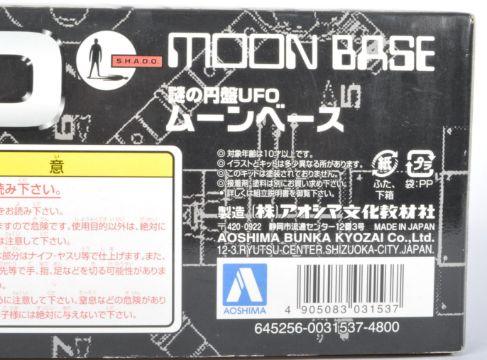 S.H.A.D.O.
MOON BASE
謎の円盤UFO
ムーンベース
対象年齢は10才以上です。
イラストとキットは多少異なる所があります。
このキットは塗装されておりません。
接着剤、塗料は別にお買い求め下さい。
詳しくは組立説明書を御覧下さい。
紙
ふた、
下箱
プラ
袋:PP
製造 (株)アオシマ文化教材社
〒420-0922 静岡市流通センター12番3号 MADE IN JAPAN
AOSHIMA BUNKA KYOZAI Co.,Ltd.
12-3.RYUTSU-CENTER.SHIZUOKA-CITY.JAPAN.
AOSHIMA
4 905083 031537
645256-0031537-4800
意
読み下さい。
をお読み下さい。
ますので危険です。使用目的以外は、絶対に
は注意して下さい。
部分はナイフ・ヤスリ等で仕上げます。また、
先等で手、指、足などを切る可能性がありま
うに注意して下さい。窒息などの危険があり
子様には絶対に与えないで下さい。